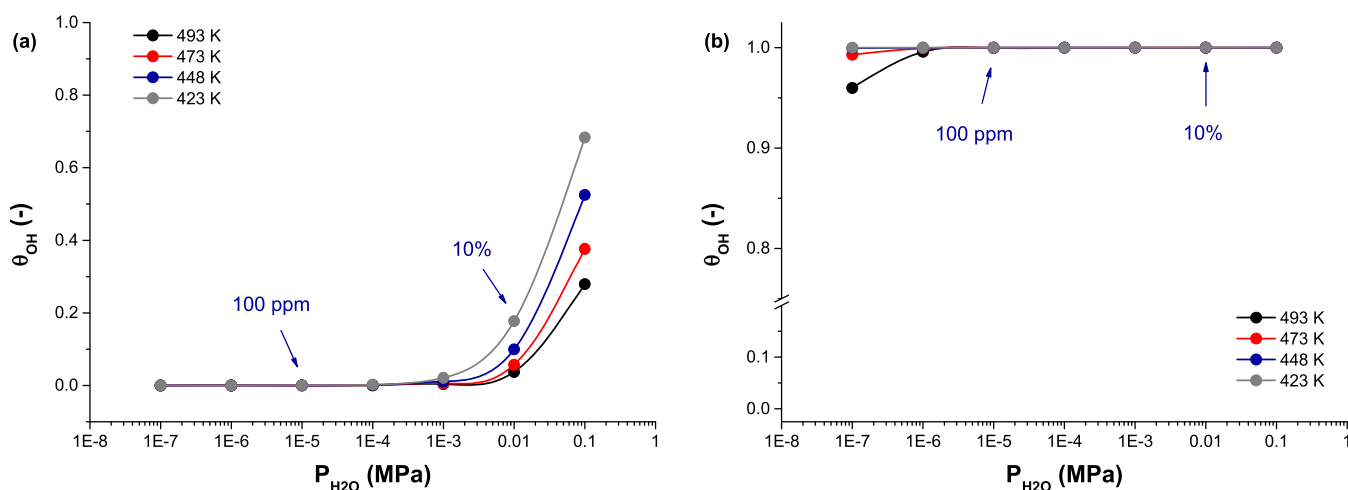 (a)
493 K
473 K
448 K
423 K
1.0
0.8
0.6
0.4
0.2
0.0
10%
100 ppm
θOH (-)
1E-8 1E-7 1E-6 1E-5 1E-4 1E-3 0.01 0.1 1
PH2O (MPa)
(b)
1.0
0.9
0.8
0.1
0.0
100 ppm
10%
493 K
473 K
448 K
423 K
θOH (-)
1E-8 1E-7 1E-6 1E-5 1E-4 1E-3 0.01 0.1 1
PH2O (MPa)